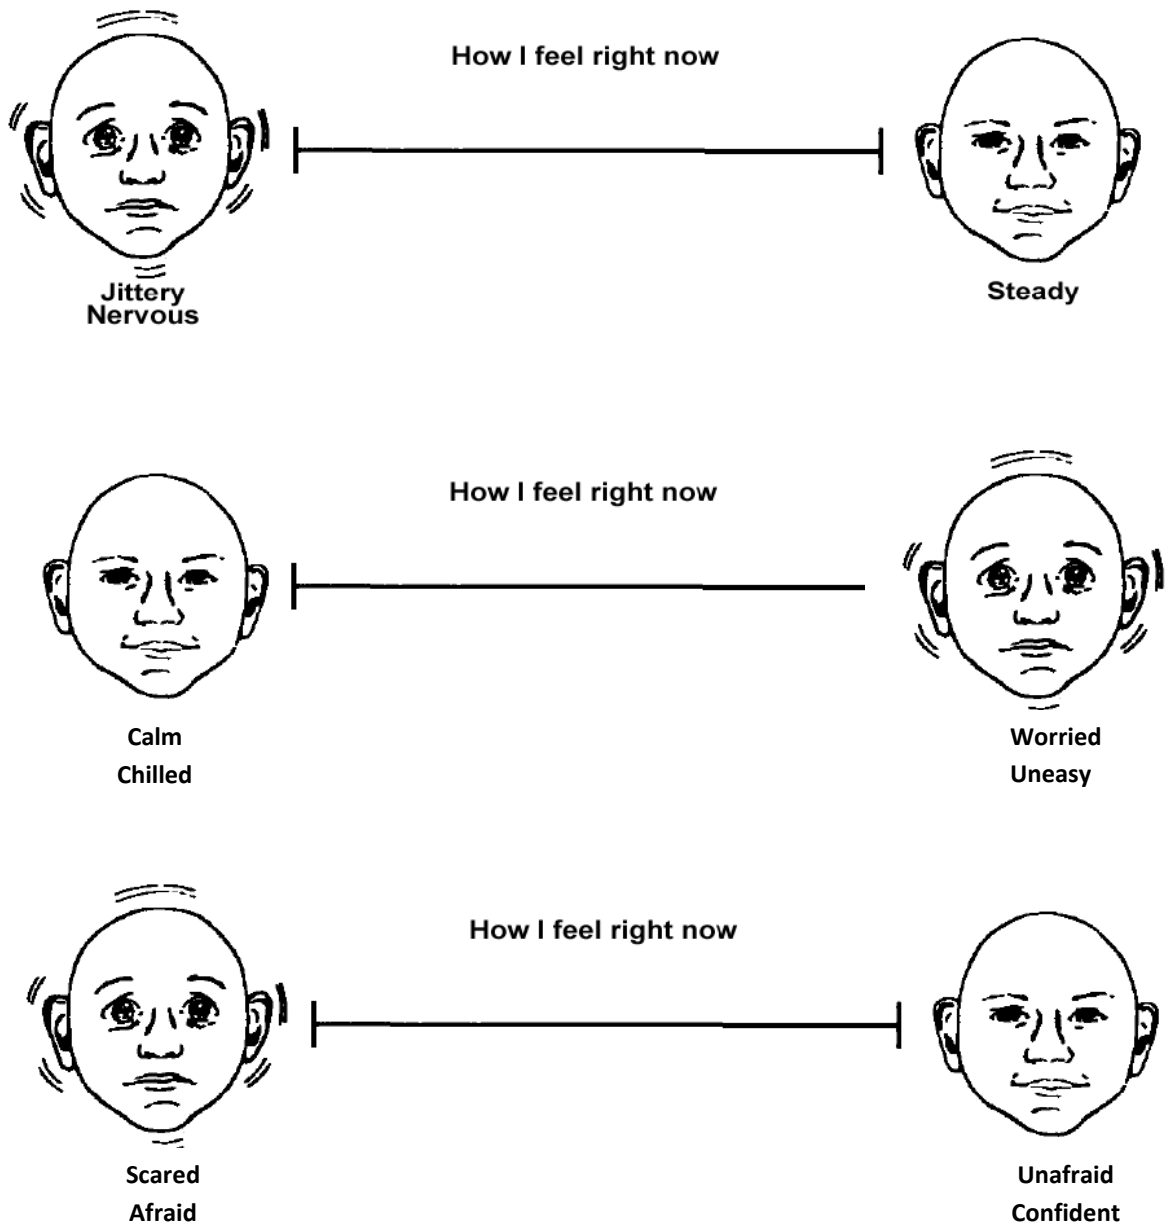 How I feel right now
Jittery
Nervous
Steady
How I feel right now
Calm
Chilled
Worried
Uneasy
How I feel right now
Scared
Afraid
Unafraid
Confident